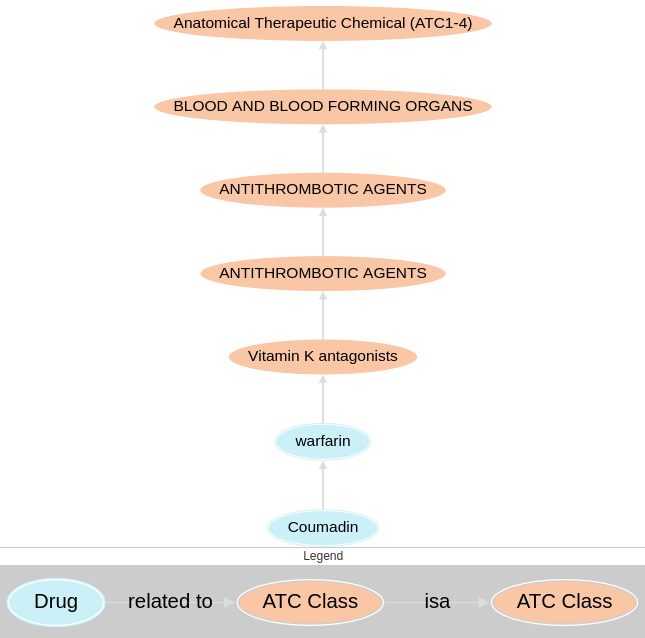 Anatomical Therapeutic Chemical (ATC1-4)
BLOOD AND BLOOD FORMING ORGANS
ANTITHROMBOTIC AGENTS
ANTITHROMBOTIC AGENTS
Vitamin K antagonists
warfarin
Coumadin
Legend
Drug related to ATC Class isa ATC Class